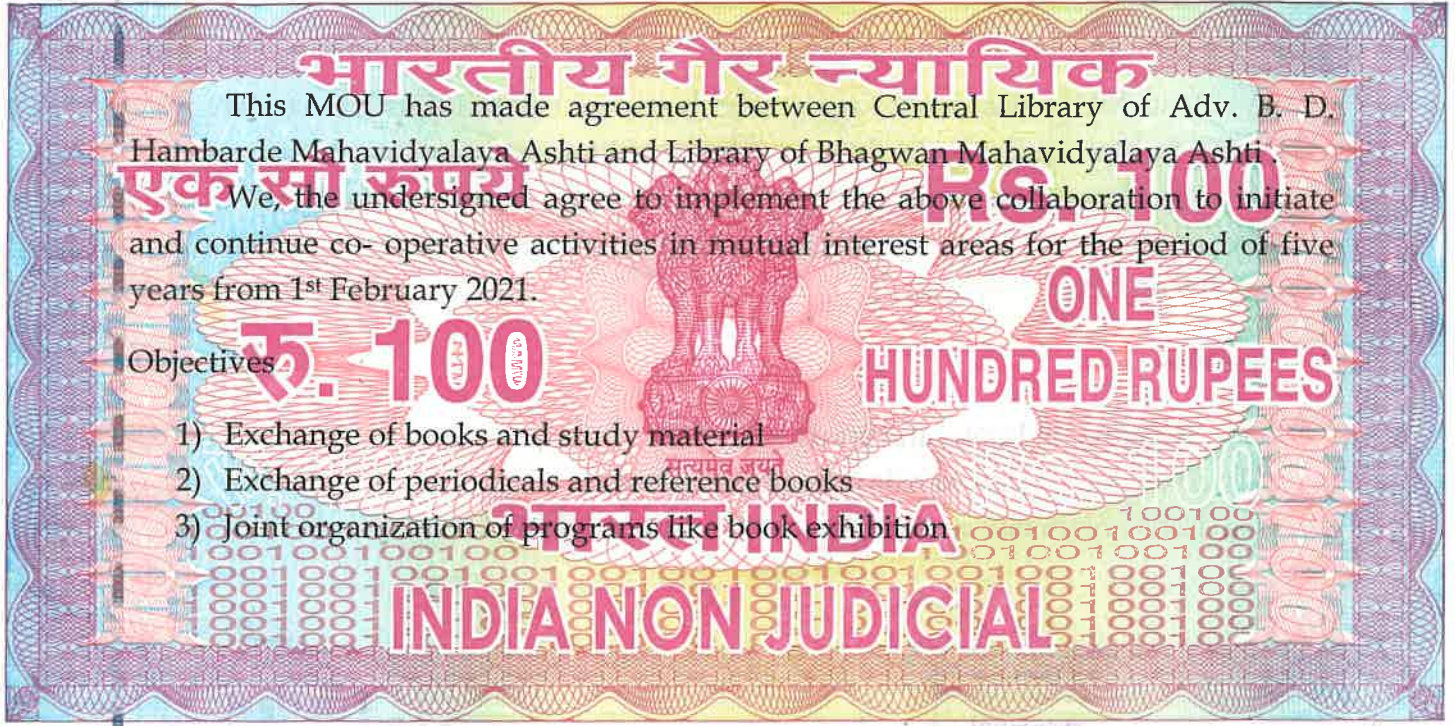 भारतीय गैर न्यायिक
This MOU has made agreement between Central Library of Adv. B. D.
Hambarde Mahavidyalaya Ashti and Library of Bhagwan Mahavidyalaya Ashti .
एक सौ रुपये Rs. 100
We, the undersigned agree to implement the above collaboration to initiate
and continue co- operative activities in mutual interest areas for the period of five
years from 1st February 2021.
ONE
रु. 100
Objectives
HUNDRED RUPEES
1) Exchange of books and study material
सत्यमेव जयते
2) Exchange of periodicals and reference books
3) Joint organization of programs like book exhibition
भारत INDIA
INDIA NON JUDICIAL